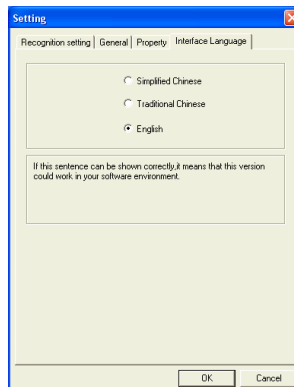 Setting
Recognition setting General Property Interface Language
Simplified Chinese
Traditional Chinese
English
If this sentence can be shown correctly,it means that this version
could work in your software environment.
OK Cancel